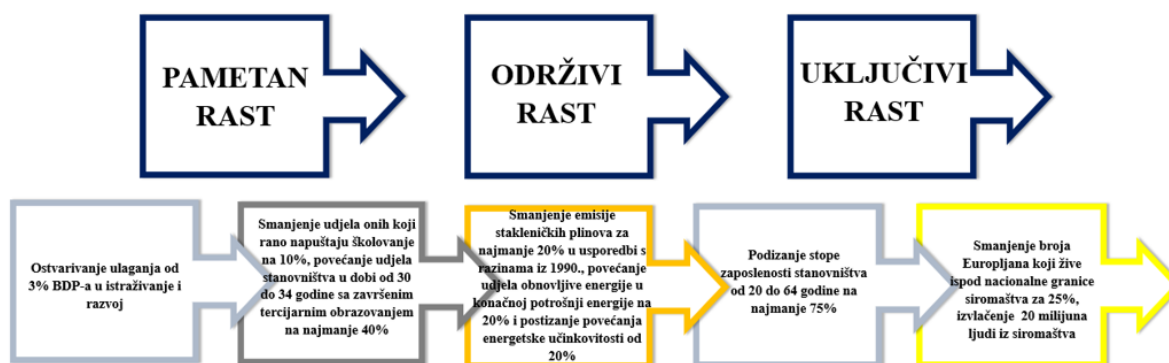 PAMETAN
RAST
ODRŽIVI
RAST
UKLJUČIVI
RAST
Ostvarivanje ulaganja od
3% BDP-a u istraživanje i
razvoj
Smanjenje udjela onih koji
rano napuštaju školovanje
na 10%, povećanje udjela
stanovništva u dobi od 30
do 34 godine sa završenim
tercijarnim obrazovanjem
na najmanje 40%
Smanjenje emisije
stakleničkih plinova za
najmanje 20% u usporedbi s
razinama iz 1990., povećanje
udjela obnovljive energije u
konačnoj potrošnji energije na
20% i postizanje povećanja
energetske učinkovitosti od
20%
Podizanje stope
zaposlenosti stanovništva
od 20 do 64 godine na
najmanje 75%
Smanjenje broja
Europljana koji žive
ispod nacionalne granice
siromaštva za 25%,
izvlačenje 20 milijuna
ljudi iz siromaštva